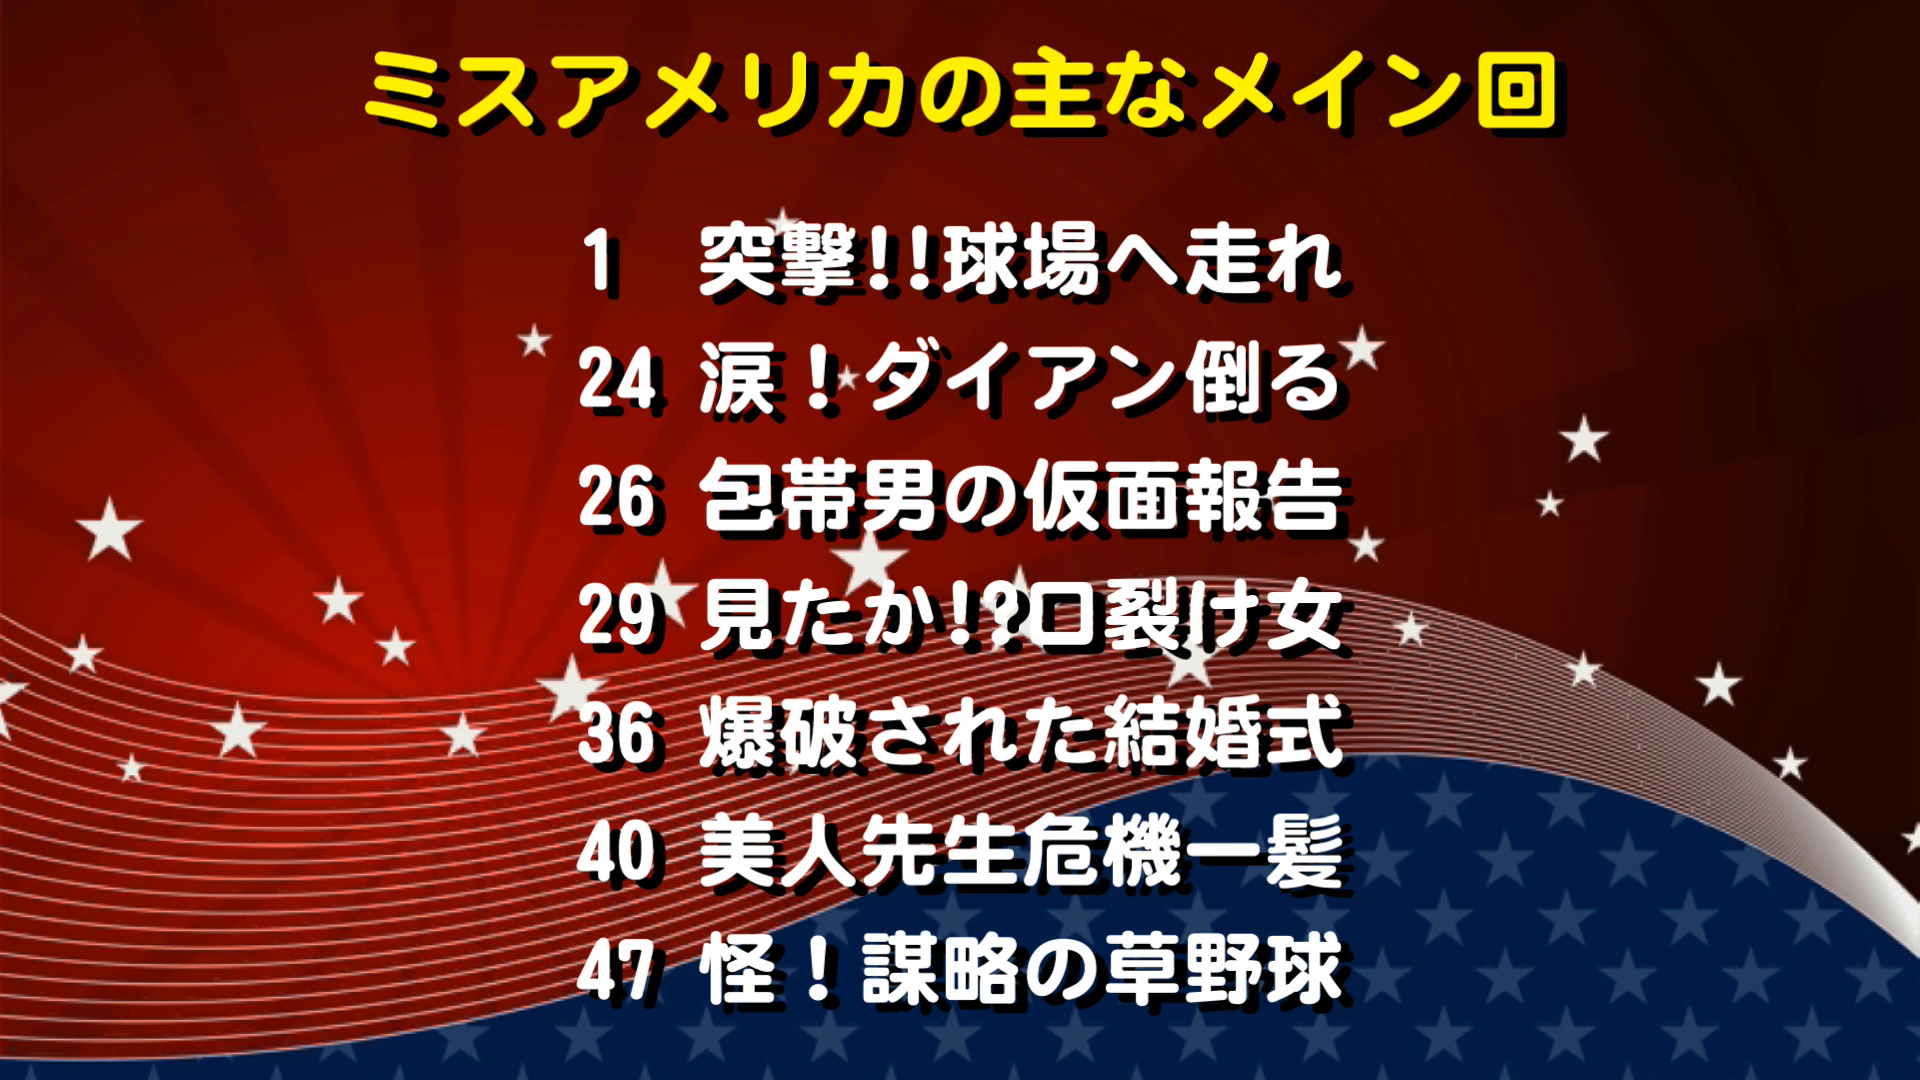 ミスアメリカの主なメイン回
1 突撃!!球場へ走れ
24 涙！ダイアン倒る
26 包帯男の仮面報告
29 見たか!?口裂け女
36 爆破された結婚式
40 美人先生危機一髪
47 怪！謀略の草野球